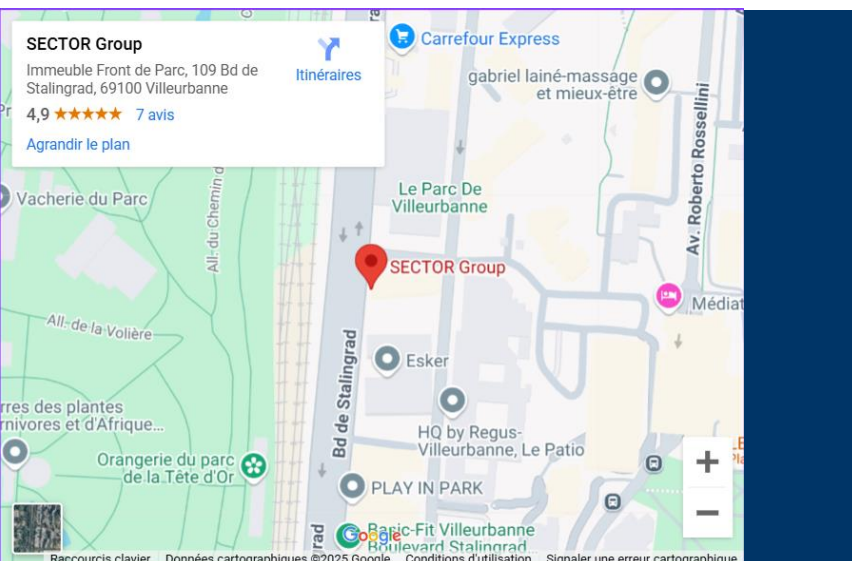 SECTOR Group
Immeuble Front de Parc, 109 Bd de
Stalingrad, 69100 Villeurbanne
Itinéraires
4,9 ★★★★★ 7 avis
Agrandir le plan
Carrefour Express
gabriel lainé-massage
et mieux-être
Av. Roberto Rossellini
Vacherie du Parc
All. du Chemin d
Le Parc De
Villeurbanne
SECTOR Group
Médiat
All. de la Volière
Bd de Stalingrad
Esker
rres des plantes
rnivores et d'Afrique...
HQ by Regus-
Villeurbanne, Le Patio
Orangerie du parc
de la Tête d'Or
PLAY IN PARK
Basic-Fit Villeurbanne
Boulevard Stalingrad...
Google
+
−
Raccourcis clavier
Données cartographiques ©2025 Google
Conditions d'utilisation
Signaler une erreur cartographique